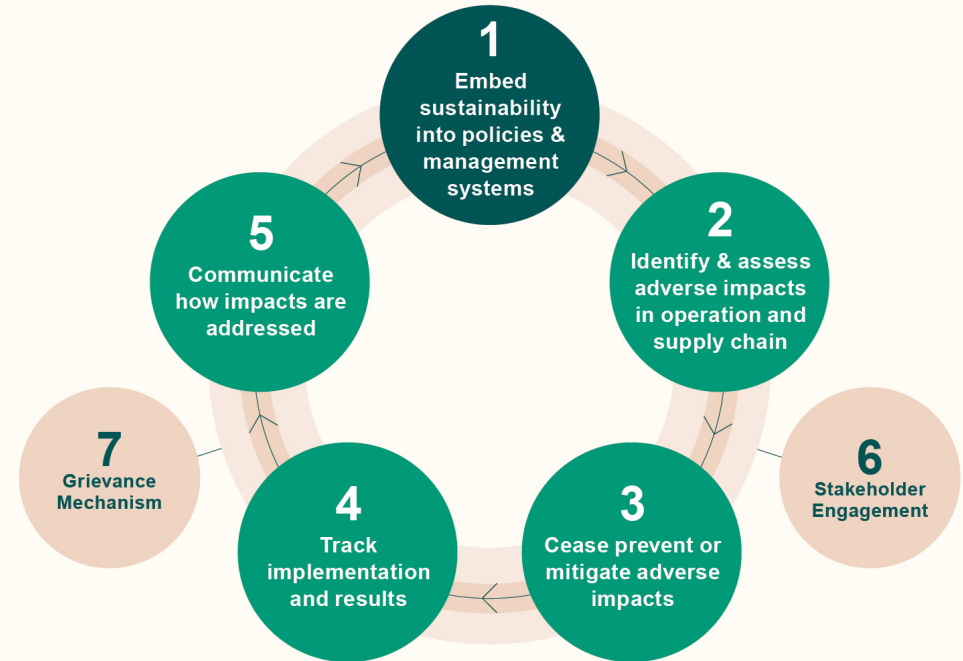 1
Embed
sustainability
into policies &
management
systems
2
Identify & assess
adverse impacts
in operation and
supply chain
3
Cease prevent or
mitigate adverse
impacts
4
Track
implementation
and results
5
Communicate
how impacts are
addressed
6
Stakeholder
Engagement
7
Grievance
Mechanism